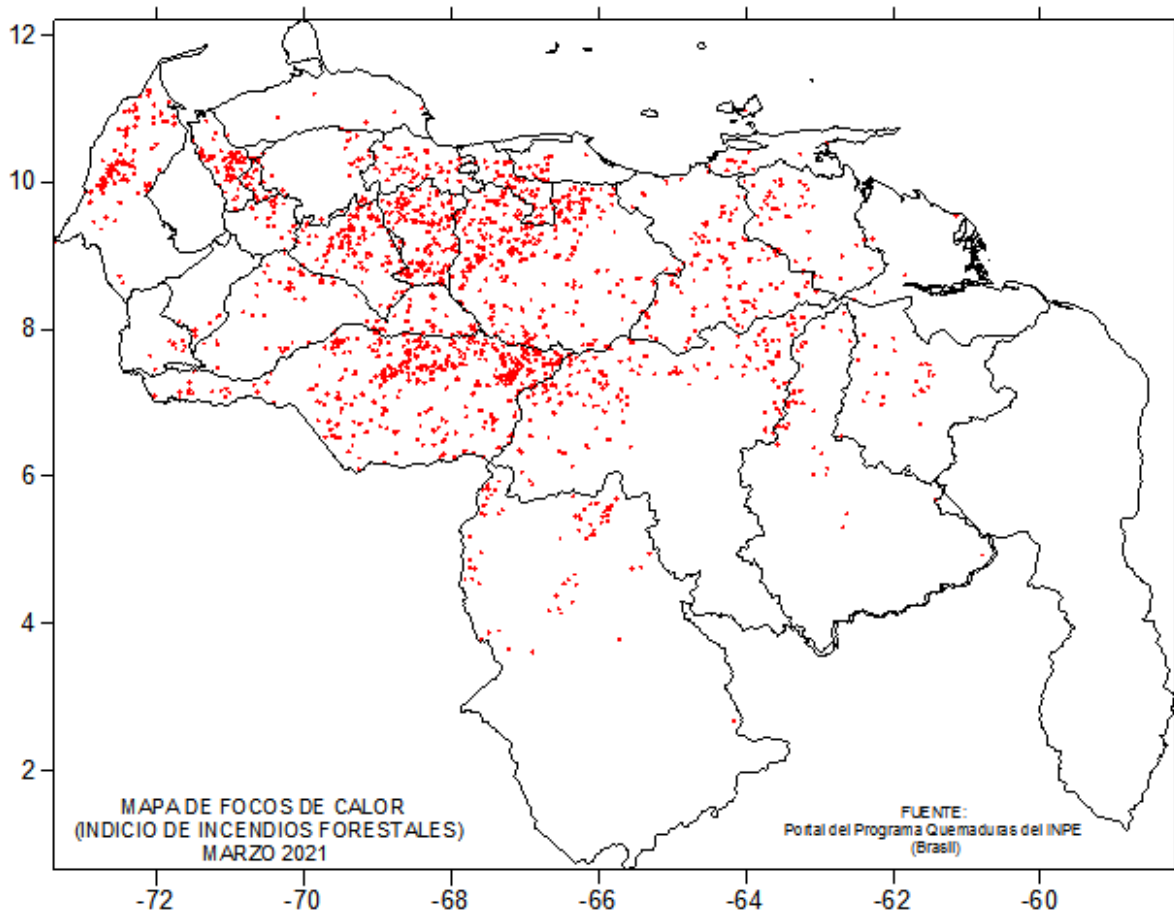 12
10
8
6
4
2
MAPA DE FOCOS DE CALOR
(INDICIO DE INCENDIOS FORESTALES)
MARZO 2021
FUENTE:
Portal del Programa Quemaduras del INPE
(Brasil)
-72
-70
-68
-66
-64
-62
-60